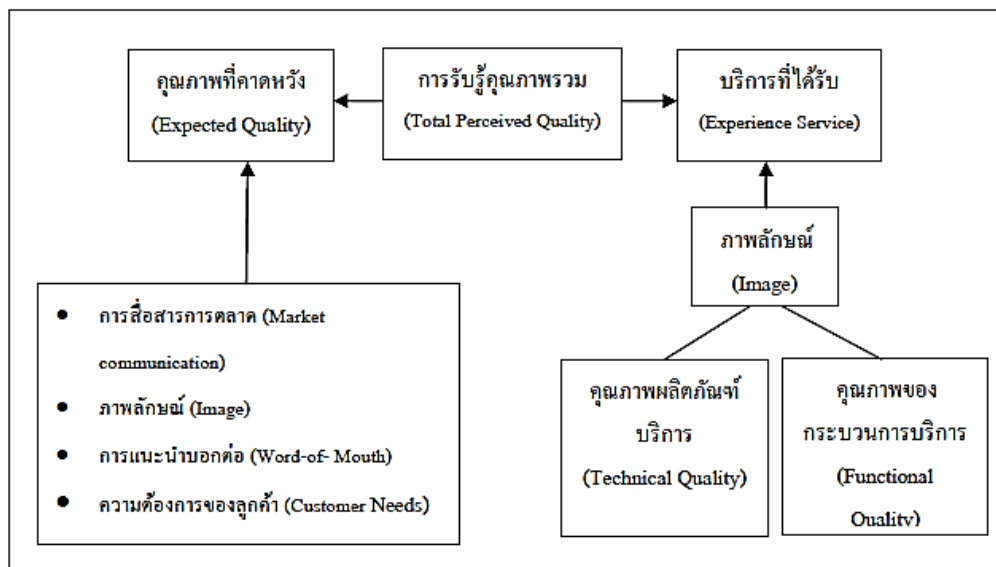 คุณภาพที่คาดหวัง
(Expected Quality)
การรับรู้คุณภาพรวม
(Total Perceived Quality)
บริการที่ได้รับ
(Experience Service)
ภาพลักษณ์
(Image)
• การสื่อสารการตลาด (Market
communication)
• ภาพลักษณ์ (Image)
• การแนะนำบอกต่อ (Word-of- Mouth)
• ความต้องการของลูกค้า (Customer Needs)
คุณภาพผลิตภัณฑ์
บริการ
(Technical Quality)
คุณภาพของ
กระบวนการบริการ
(Functional
Quality)